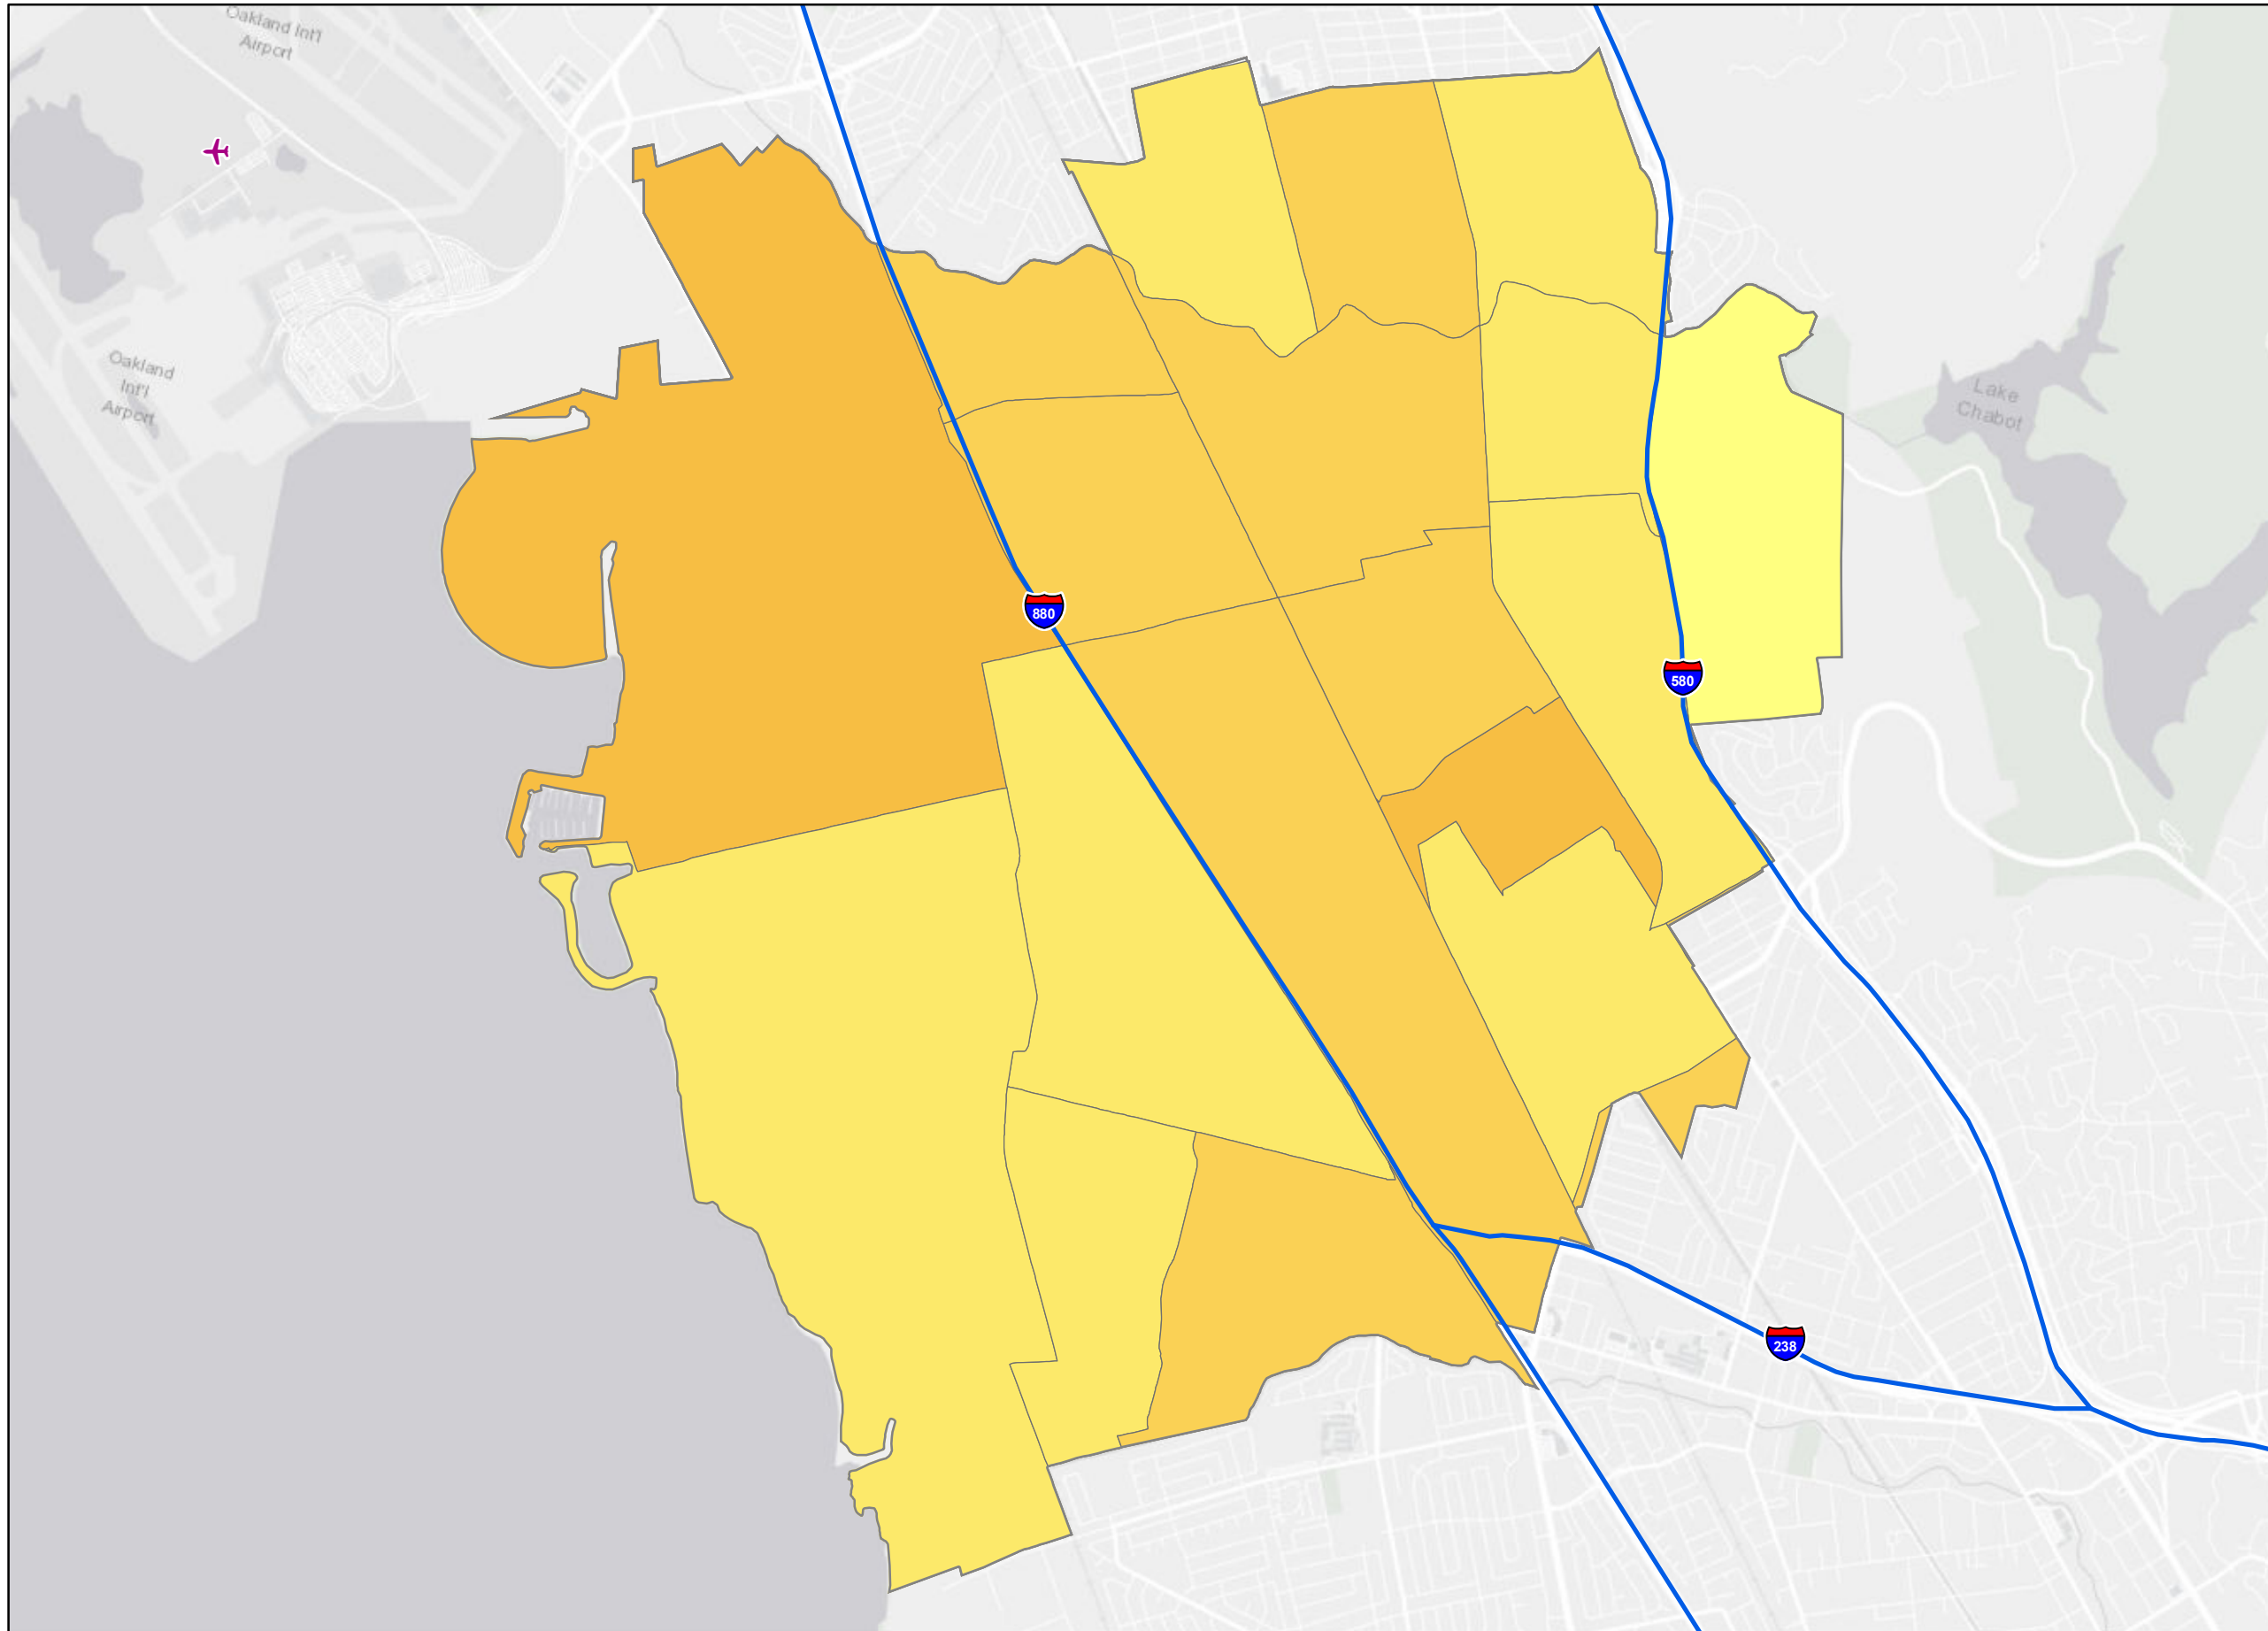 Oakland Int'l
Airport
Oakland
Int'l
Airport
Lake
Chabot
880
580
238